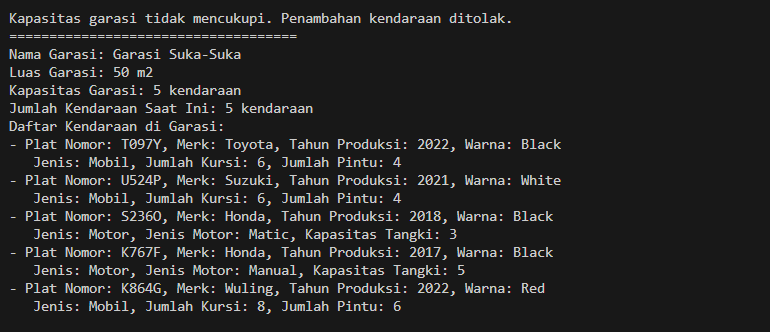 Kapasitas garasi tidak mencukupi. Penambahan kendaraan ditolak.
====================================
Nama Garasi: Garasi Suka-Suka
Luas Garasi: 50 m2
Kapasitas Garasi: 5 kendaraan
Jumlah Kendaraan Saat Ini: 5 kendaraan
Daftar Kendaraan di Garasi:
- Plat Nomor: T097Y, Merk: Toyota, Tahun Produksi: 2022, Warna: Black
   Jenis: Mobil, Jumlah Kursi: 6, Jumlah Pintu: 4
- Plat Nomor: U524P, Merk: Suzuki, Tahun Produksi: 2021, Warna: White
   Jenis: Mobil, Jumlah Kursi: 6, Jumlah Pintu: 4
- Plat Nomor: S236O, Merk: Honda, Tahun Produksi: 2018, Warna: Black
   Jenis: Motor, Jenis Motor: Matic, Kapasitas Tangki: 3
- Plat Nomor: K767F, Merk: Honda, Tahun Produksi: 2017, Warna: Black
   Jenis: Motor, Jenis Motor: Manual, Kapasitas Tangki: 5
- Plat Nomor: K864G, Merk: Wuling, Tahun Produksi: 2022, Warna: Red
   Jenis: Mobil, Jumlah Kursi: 8, Jumlah Pintu: 6